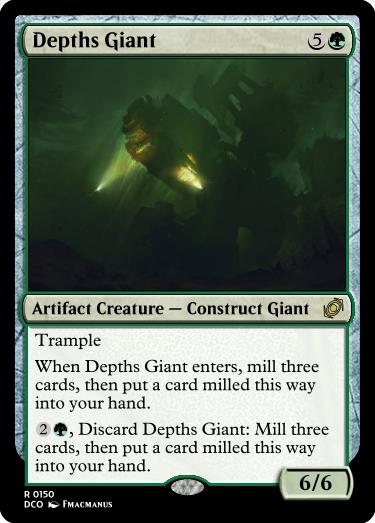 Depths Giant 5
Artifact Creature — Construct Giant
Trample
When Depths Giant enters, mill three
cards, then put a card milled this way
into your hand.
2, Discard Depths Giant: Mill three
cards, then put a card milled this way
into your hand.
6/6
R 0150
DCO Fmacmanus